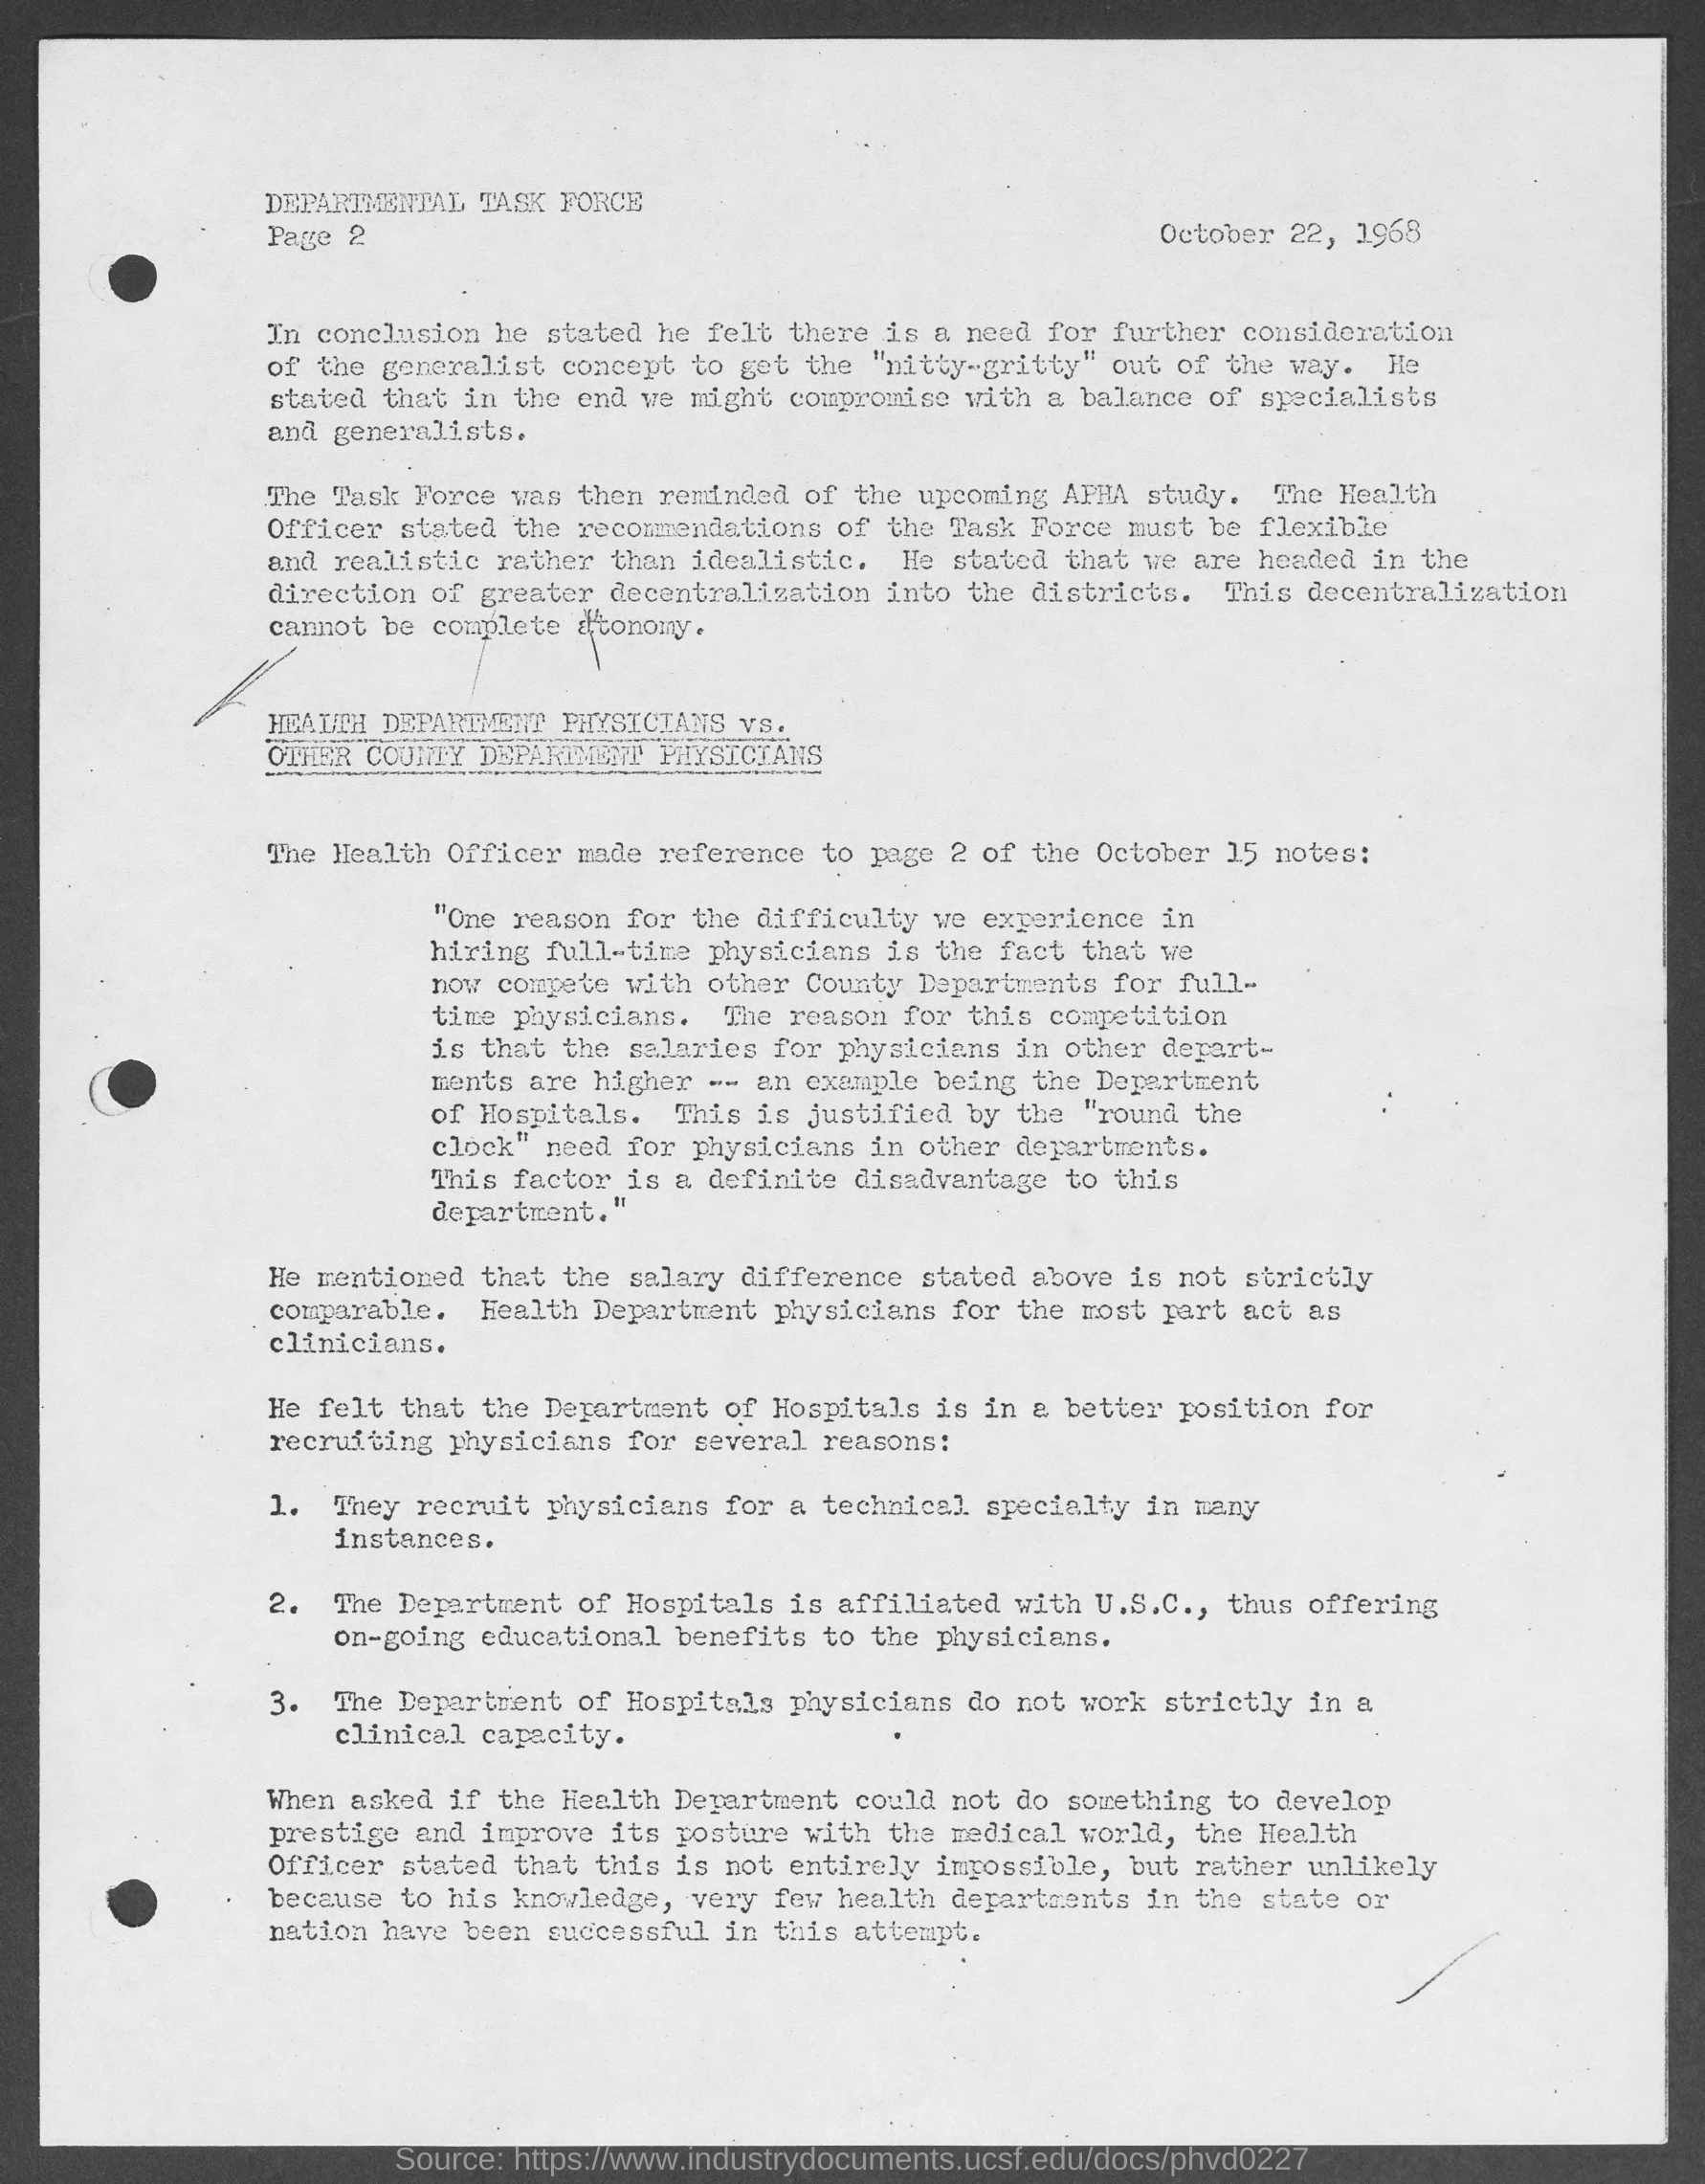 DEPARTMENTAL TASK FORCE
Page 2 October 22, 1968
In conclusion he stated he felt there is a need for further consideration
of the generalist concept to get the "nitty-gritty" out of the way. He
stated that in the end we might compromise with a balance of specialists
and generalists.
The Task Force was then reminded of the upcoming APHA study. The Health
Officer stated the recommendations of the Task Force must be flexible
and realistic rather than idealistic. He stated that we are headed in the
direction of greater decentralization into the districts. This decentralization
cannot be complete atonomy.
HEALTH DEPARTMENT PHYSICIANS vs.
OTHER COUNTY DEPARTMENT PHYSICIANS
The Health Officer made reference to page 2 of the October 15 notes:
"One reason for the difficulty we experience in
hiring full-time physicians is the fact that we
now compete with other County Departments for full-
time physicians. The reason for this competition
is that the salaries for physicians in other depart-
ments are higher -- an example being the Department
of Hospitals. This is justified by the "round the
clock" need for physicians in other departments.
This factor is a definite disadvantage to this
department."
He mentioned that the salary difference stated above is not strictly
comparable. Health Department physicians for the most part act as
clinicians.
He felt that the Department of Hospitals is in a better position for
recruiting physicians for several reasons:
1. They recruit physicians for a technical specialty in many
instances.
2. The Department of Hospitals is affiliated with U.S.C., thus offering
on-going educational benefits to the physicians.
3. The Department of Hospitals physicians do not work strictly in a
clinical capacity.
When asked if the Health Department could not do something to develop
prestige and improve its posture with the medical world, the Health
Officer stated that this is not entirely impossible, but rather unlikely
because to his knowledge, very few health departments in the state or
nation have been successful in this attempt.
Source: https://www.industrydocuments.ucsf.edu/docs/phvd0227